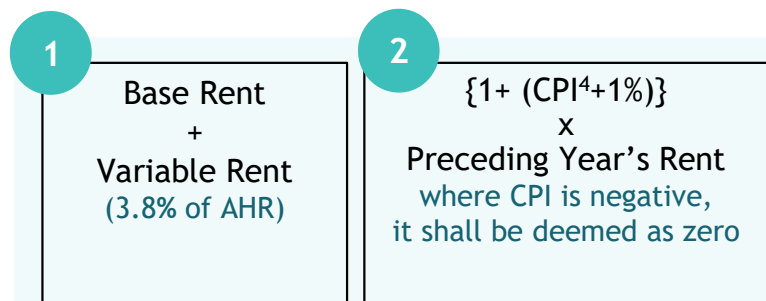 1
Base Rent
+
Variable Rent
(3.8% of AHR)
2
{1+ (CPI⁴+1%)}
x
Preceding Year’s Rent
where CPI is negative,
it shall be deemed as zero